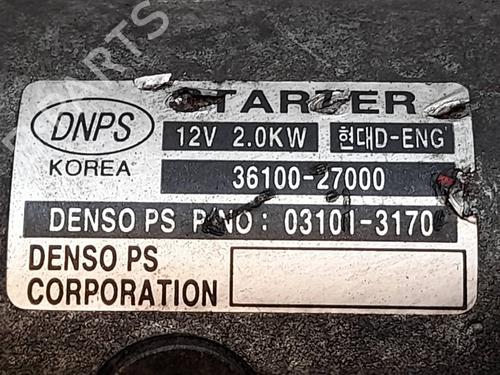 STARTER
DNPS
12V 2.0KW 현대D-ENG
KOREA
36100-27000
DENSO PS P/NO: 03101-3170
DENSO PS
CORPORATION